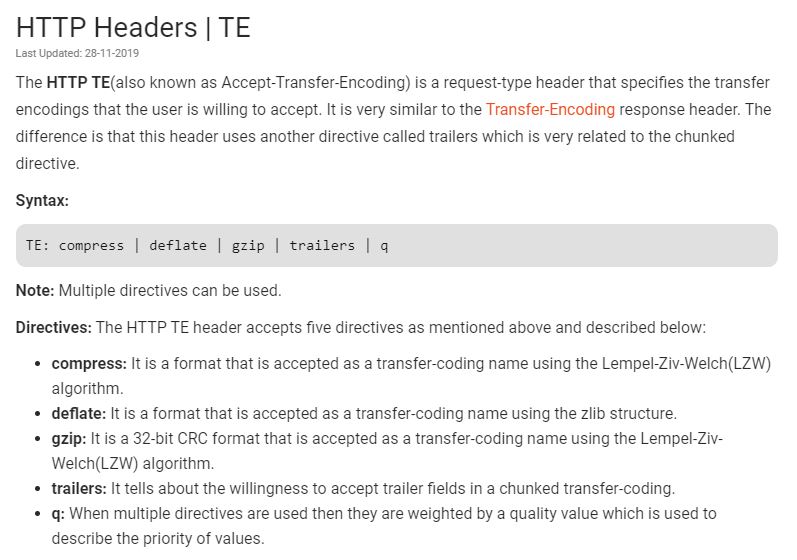 HTTP Headers | TE
Last Updated: 28-11-2019
The HTTP TE(also known as Accept-Transfer-Encoding) is a request-type header that specifies the transfer
encodings that the user is willing to accept. It is very similar to the Transfer-Encoding response header. The
difference is that this header uses another directive called trailers which is very related to the chunked
directive.
Syntax:
TE: compress | deflate | gzip | trailers | q
Note: Multiple directives can be used.
Directives: The HTTP TE header accepts five directives as mentioned above and described below:
• compress: It is a format that is accepted as a transfer-coding name using the Lempel-Ziv-Welch(LZW)
algorithm.
• deflate: It is a format that is accepted as a transfer-coding name using the zlib structure.
• gzip: It is a 32-bit CRC format that is accepted as a transfer-coding name using the Lempel-Ziv-
Welch(LZW) algorithm.
• trailers: It tells about the willingness to accept trailer fields in a chunked transfer-coding.
• q: When multiple directives are used then they are weighted by a quality value which is used to
describe the priority of values.